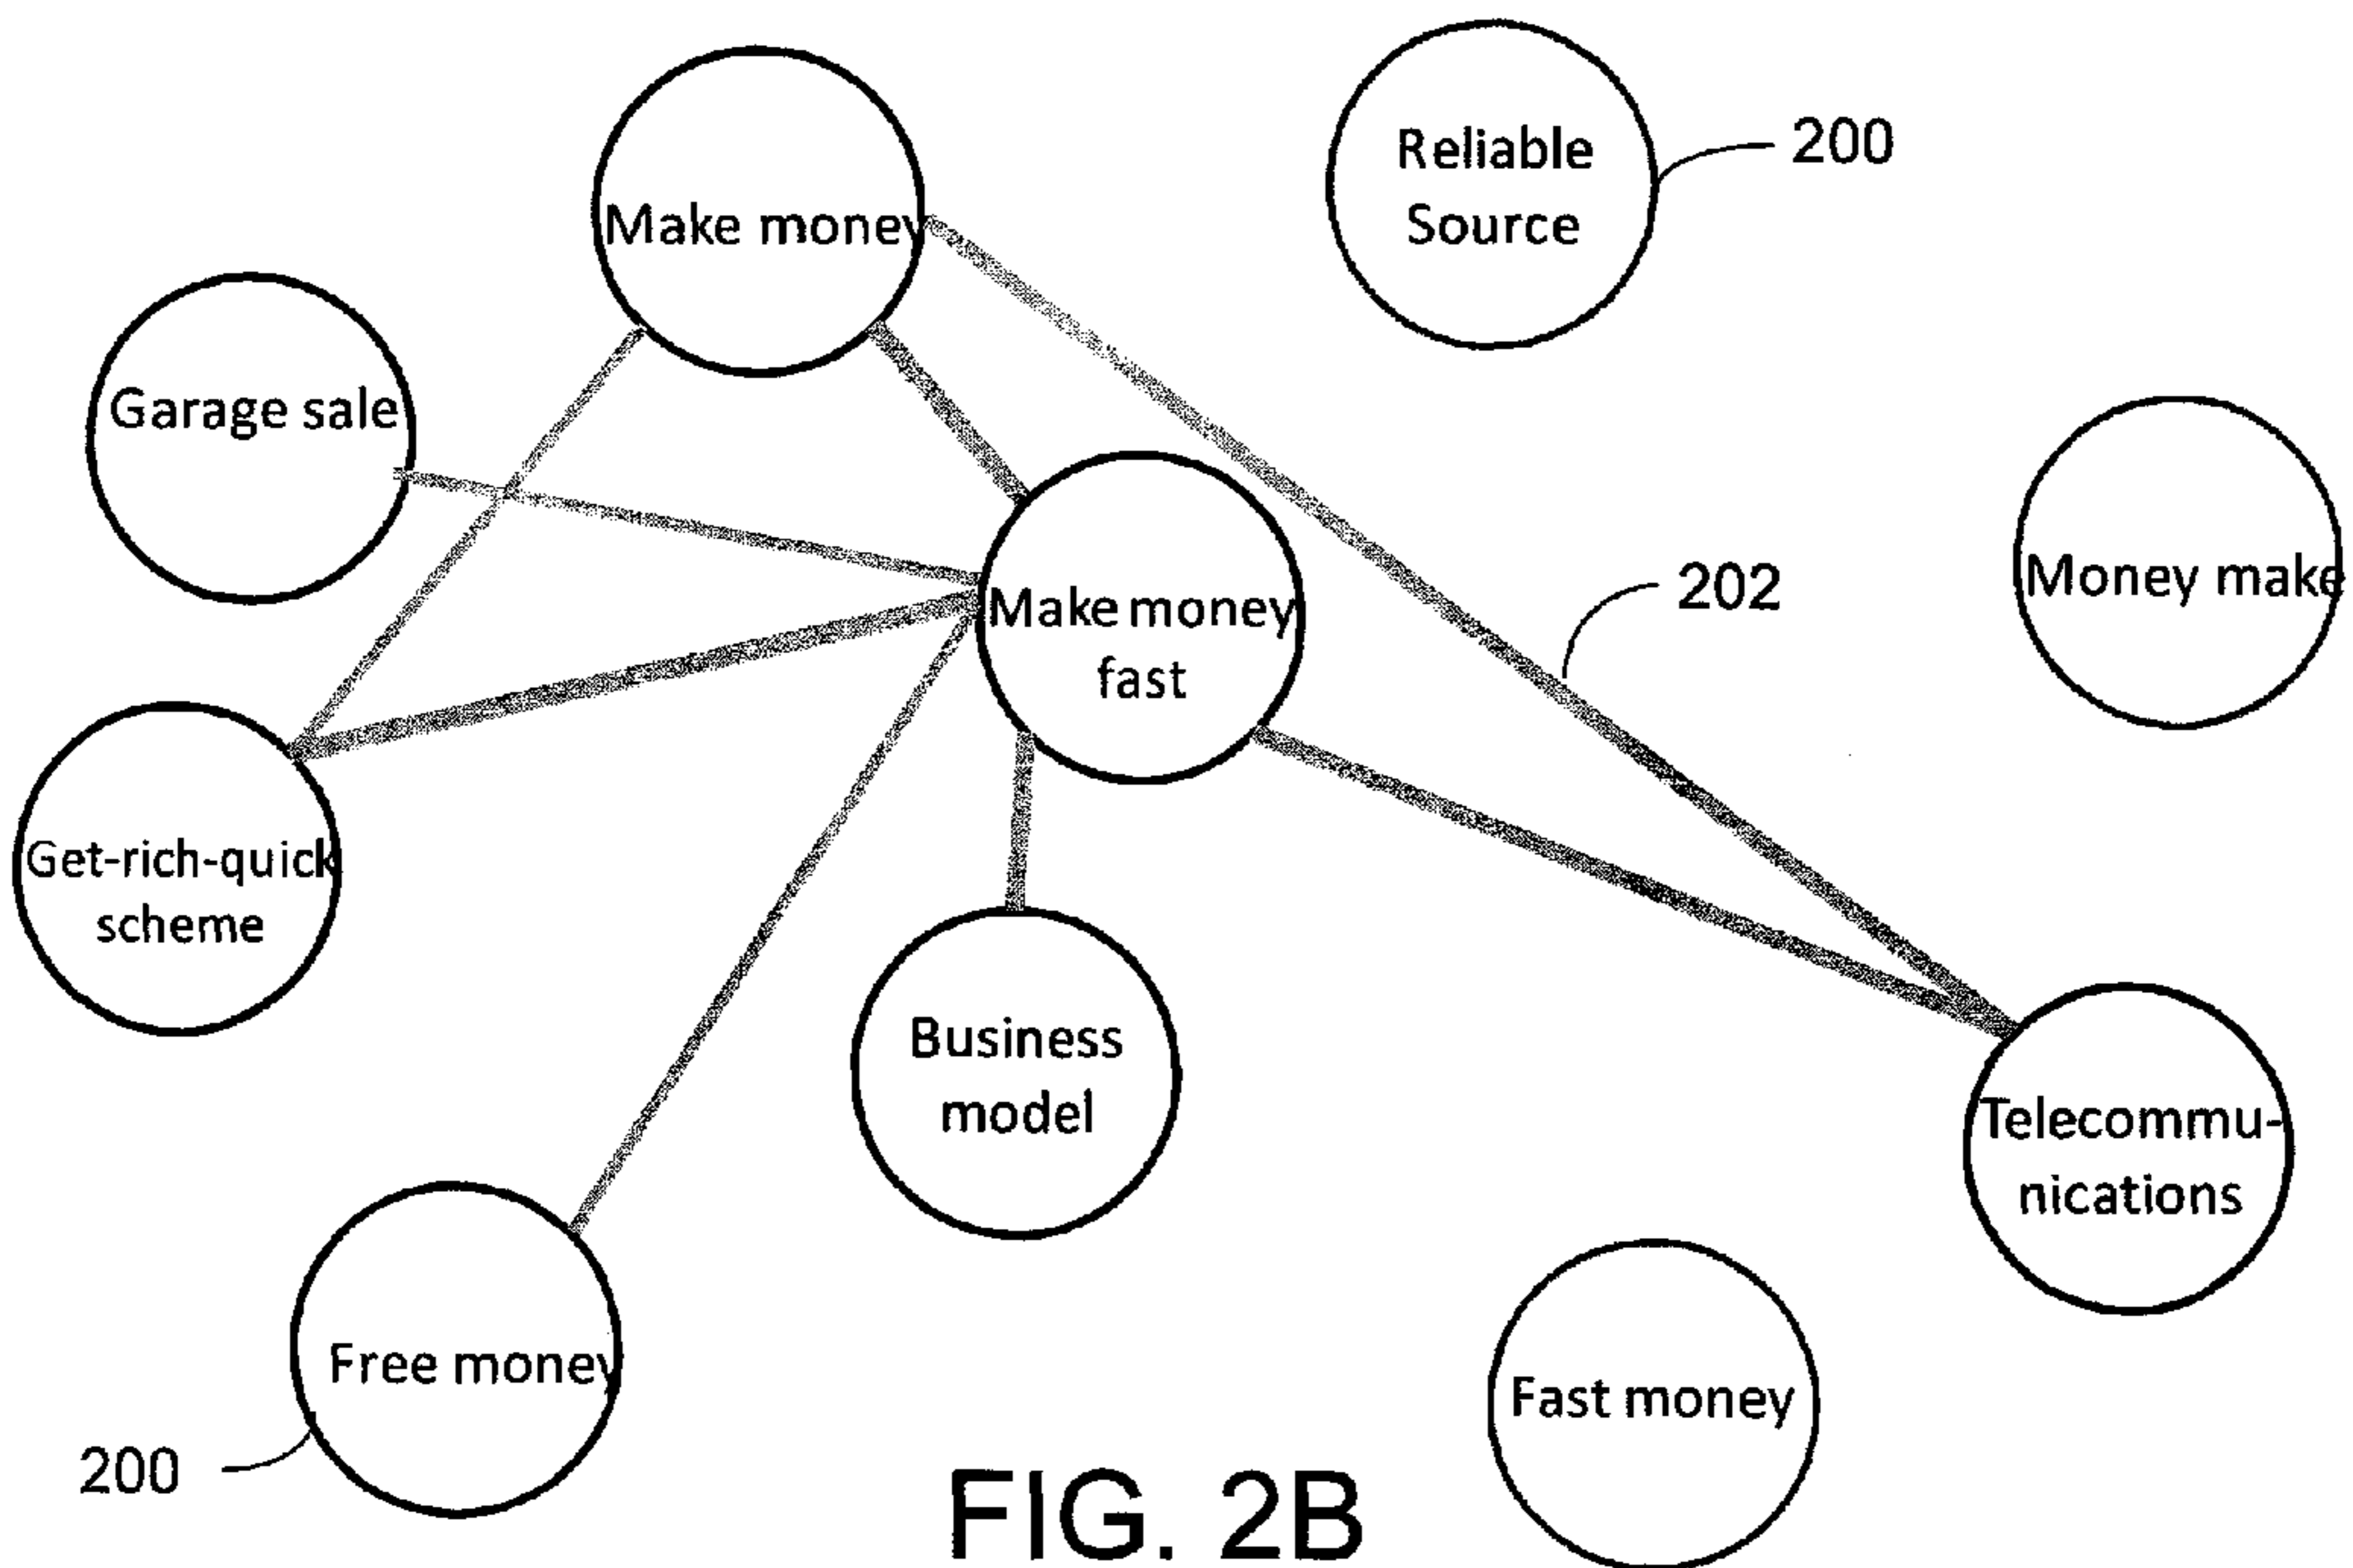 Make money
Reliable
Source
200
Garage sale
Make money
fast
202
Money make
Get-rich-quick
scheme
Business
model
Telecommu-
nications
Free money
200
Fast money
FIG. 2B